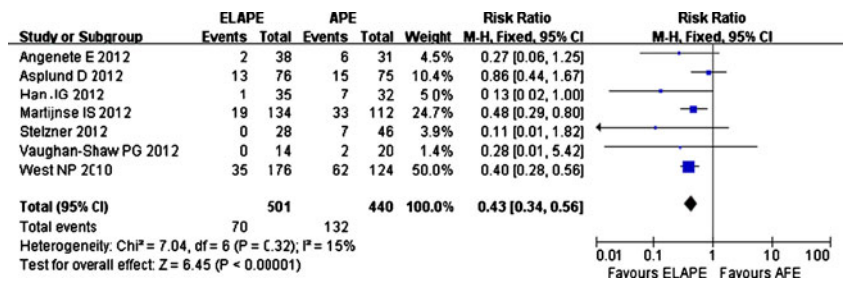 ELAPE APE Risk Ratio Risk Ratio
Study or Subgroup Events Total Events Total Weight M-H, Fixed, 95% CI M-H, Fixed, 95% CI
Angenete E 2012 2 38 6 31 4.5% 0.27 [0.06, 1.25]
Asplund D 2012 13 76 15 75 10.4% 0.86 [0.44, 1.67]
Han JG 2012 1 35 7 32 5.0% 0.13 [0.02, 1.00]
Martijnse IS 2012 19 134 33 112 24.7% 0.48 [0.29, 0.80]
Stelzner 2012 0 28 7 46 3.9% 0.11 [0.01, 1.82]
Vaughan-Shaw PG 2012 0 14 2 20 1.4% 0.28 [0.01, 5.42]
West NP 2010 35 176 62 124 50.0% 0.40 [0.28, 0.56]
Total (95% CI) 501 440 100.0% 0.43 [0.34, 0.56]
Total events 70 132
Heterogeneity: Chi² = 7.04, df = 6 (P = 0.32); I² = 15%
Test for overall effect: Z = 6.45 (P < 0.00001)
0.01 0.1 1 10 100
Favours ELAPE Favours AFE